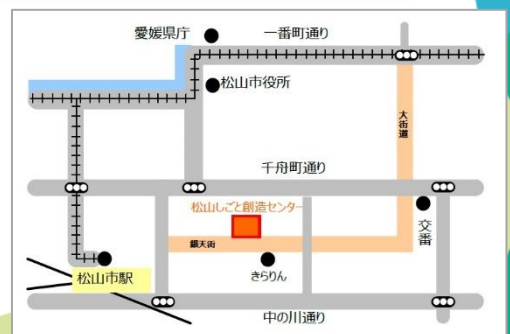 愛媛県庁
一番町通り
松山市役所
大街道
千舟町通り
松山しごと創造センター
交番
銀天街
きらりん
松山市駅
中の川通り